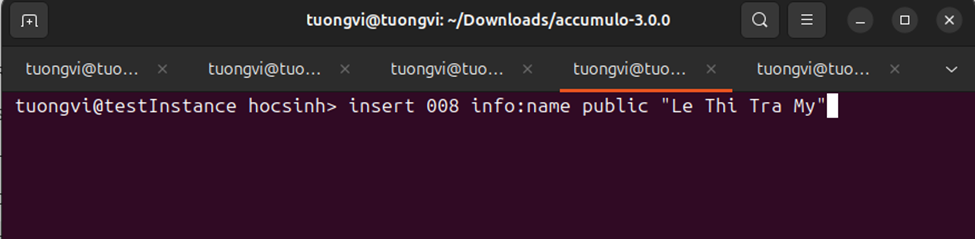 tuongvi@tuongvi: ~/Downloads/accumulo-3.0.0
tuongvi@tuo... tuongvi@tuo... tuongvi@tuo... tuongvi@tuo... tuongvi@tuo...
tuongvi@testInstance hocsinh> insert 008 info:name public "Le Thi Tra My"